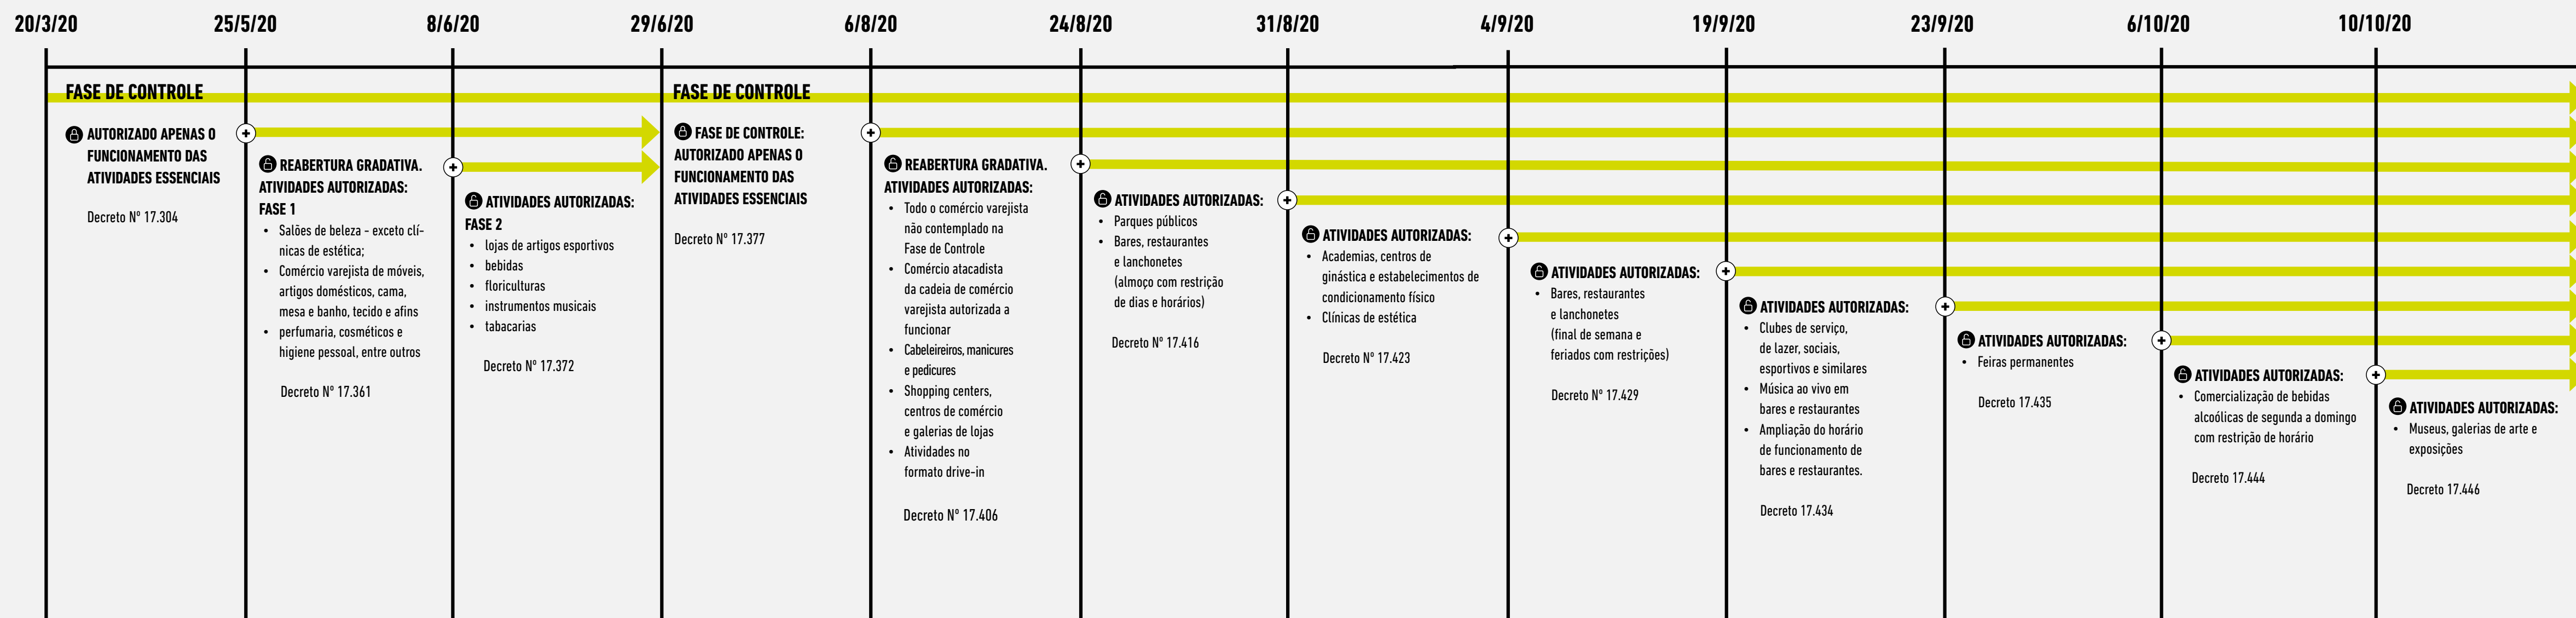 20/3/20
25/5/20
8/6/20
29/6/20
6/8/20
24/8/20
31/8/20
4/9/20
19/9/20
23/9/20
6/10/20
10/10/20
FASE DE CONTROLE
AUTORIZADO APENAS O
FUNCIONAMENTO DAS
ATIVIDADES ESSENCIAIS
Decreto Nº 17.304
REABERTURA GRADATIVA.
ATIVIDADES AUTORIZADAS:
FASE 1
• Salões de beleza - exceto clí-
nicas de estética;
• Comércio varejista de móveis,
artigos domésticos, cama,
mesa e banho, tecido e afins
• perfumaria, cosméticos e
higiene pessoal, entre outros
Decreto Nº 17.361
ATIVIDADES AUTORIZADAS:
FASE 2
• lojas de artigos esportivos
• bebidas
• floriculturas
• instrumentos musicais
• tabacarias
Decreto Nº 17.372
FASE DE CONTROLE
FASE DE CONTROLE:
AUTORIZADO APENAS O
FUNCIONAMENTO DAS
ATIVIDADES ESSENCIAIS
Decreto Nº 17.377
REABERTURA GRADATIVA.
ATIVIDADES AUTORIZADAS:
• Todo o comércio varejista
não contemplado na
Fase de Controle
• Comércio atacadista
da cadeia de comércio
varejista autorizada a
funcionar
• Cabeleireiros, manicures
e pedicures
• Shopping centers,
centros de comércio
e galerias de lojas
• Atividades no
formato drive-in
Decreto Nº 17.406
ATIVIDADES AUTORIZADAS:
• Parques públicos
• Bares, restaurantes
e lanchonetes
(almoço com restrição
de dias e horários)
Decreto Nº 17.416
ATIVIDADES AUTORIZADAS:
• Academias, centros de
ginástica e estabelecimentos de
condicionamento físico
• Clínicas de estética
Decreto Nº 17.423
ATIVIDADES AUTORIZADAS:
• Bares, restaurantes
e lanchonetes
(final de semana e
feriados com restrições)
Decreto Nº 17.429
ATIVIDADES AUTORIZADAS:
• Clubes de serviço,
de lazer, sociais,
esportivos e similares
• Música ao vivo em
bares e restaurantes
• Ampliação do horário
de funcionamento de
bares e restaurantes.
Decreto 17.434
ATIVIDADES AUTORIZADAS:
• Feiras permanentes
Decreto 17.435
ATIVIDADES AUTORIZADAS:
• Comercialização de bebidas
alcoólicas de segunda a domingo
com restrição de horário
Decreto 17.444
ATIVIDADES AUTORIZADAS:
• Museus, galerias de arte e
exposições
Decreto 17.446